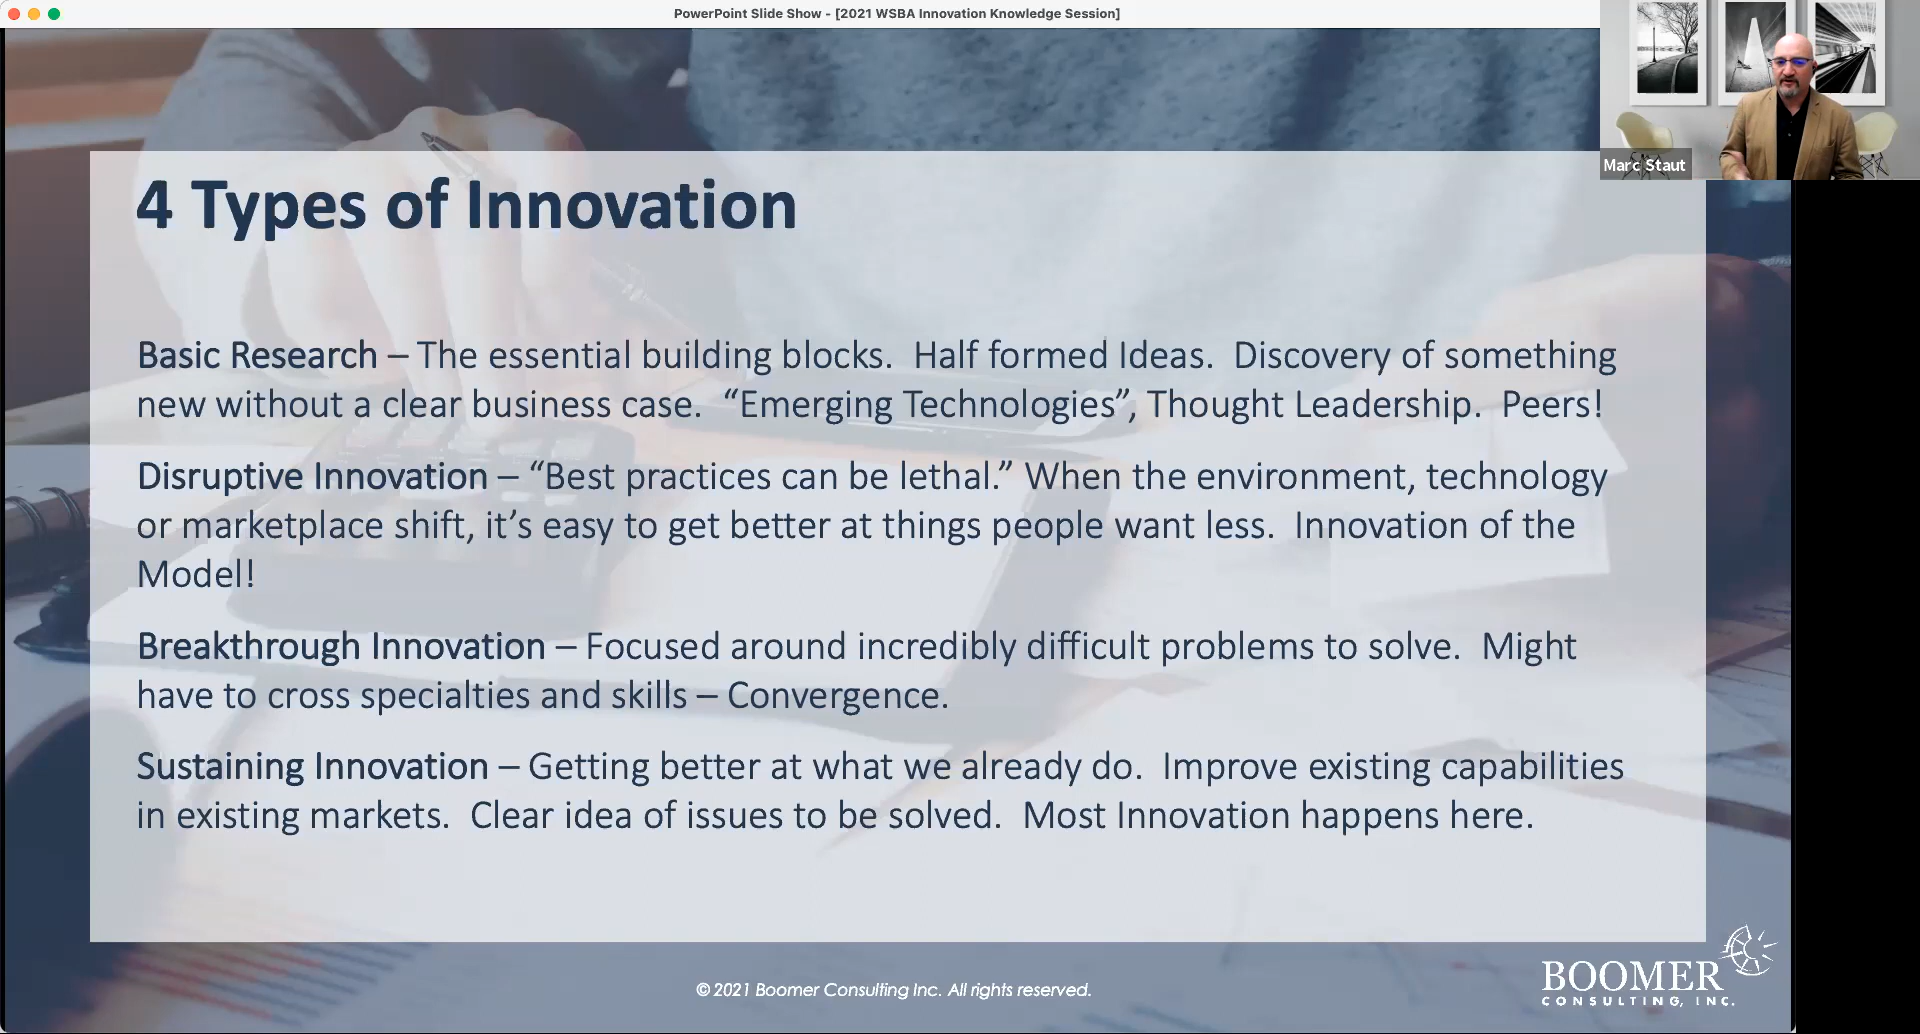 PowerPoint Slide Show - [2021 WSBA Innovation Knowledge Session]
Marc Staut
4 Types of Innovation
Basic Research – The essential building blocks.  Half formed Ideas.  Discovery of something
new without a clear business case.  “Emerging Technologies”, Thought Leadership.  Peers!
Disruptive Innovation – “Best practices can be lethal.” When the environment, technology
or marketplace shift, it’s easy to get better at things people want less.  Innovation of the
Model!
Breakthrough Innovation – Focused around incredibly difficult problems to solve.  Might
have to cross specialties and skills – Convergence.
Sustaining Innovation – Getting better at what we already do.  Improve existing capabilities
in existing markets.  Clear idea of issues to be solved.  Most Innovation happens here.
© 2021 Boomer Consulting Inc. All rights reserved.
BOOMER
CONSULTING, INC.